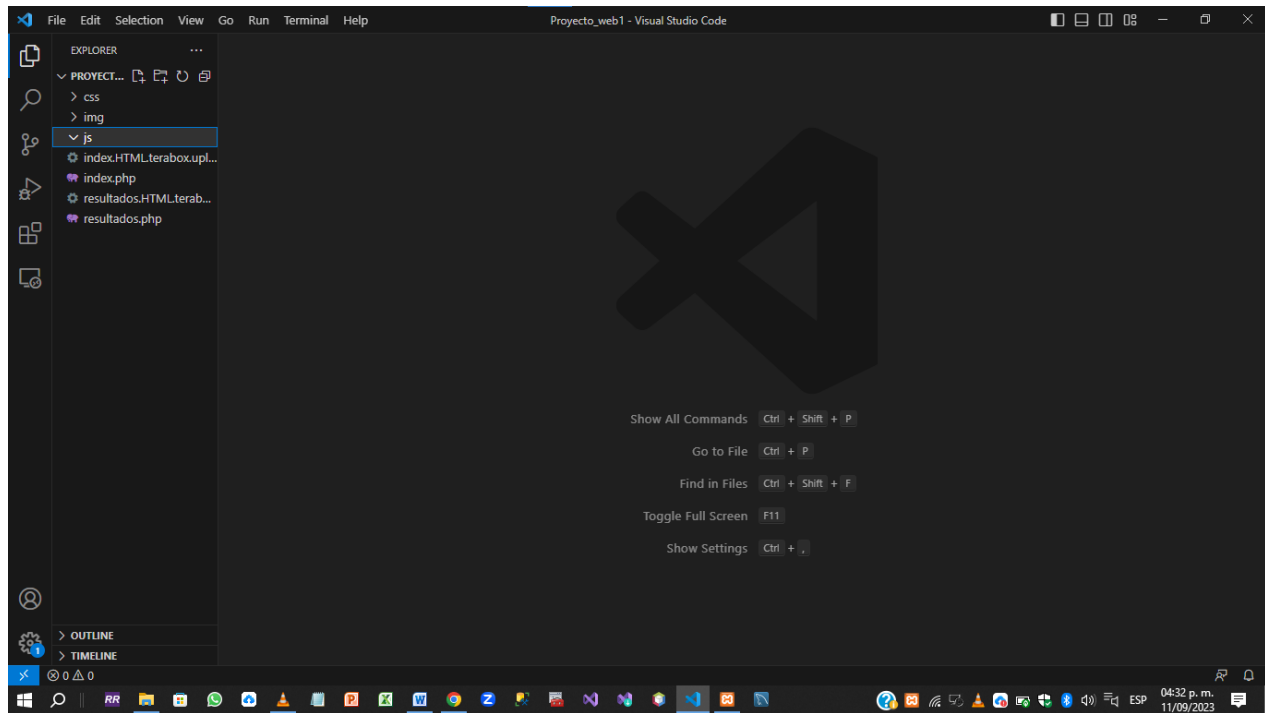 File Edit Selection View Go Run Terminal Help Proyecto_web1 - Visual Studio Code
EXPLORER
PROYECT...
css
img
js
index.HTML.terabox.upl...
index.php
resultados.HTML.terab...
resultados.php
Show All Commands Ctrl + Shift + P
Go to File Ctrl + P
Find in Files Ctrl + Shift + F
Toggle Full Screen F11
Show Settings Ctrl + ,
1
OUTLINE
TIMELINE
0 0
RR P X W Z ESP 04:32 p. m.
11/09/2023